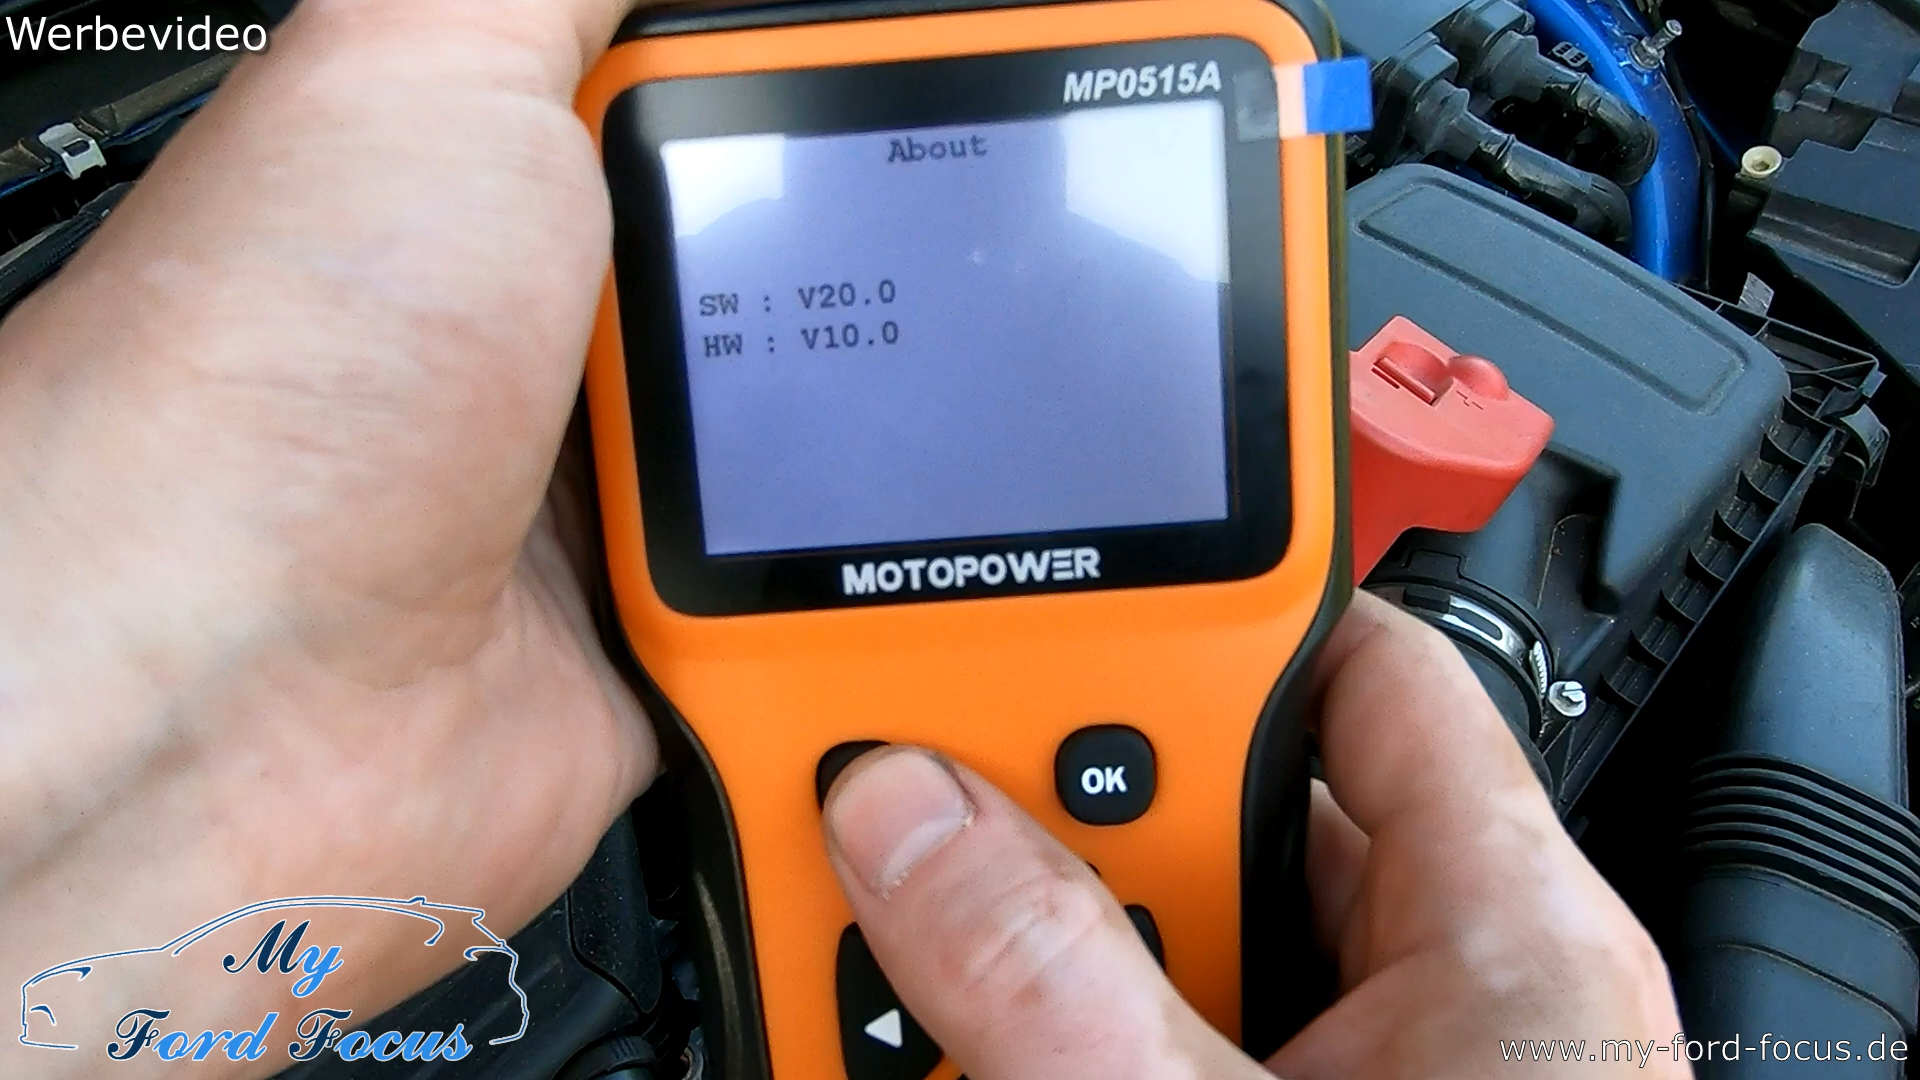 Werbevideo
MP0515A
About
SW : V20.0
HW : V10.0
MOTOPOWER
OK
My
Ford Focus
www.my-ford-focus.de